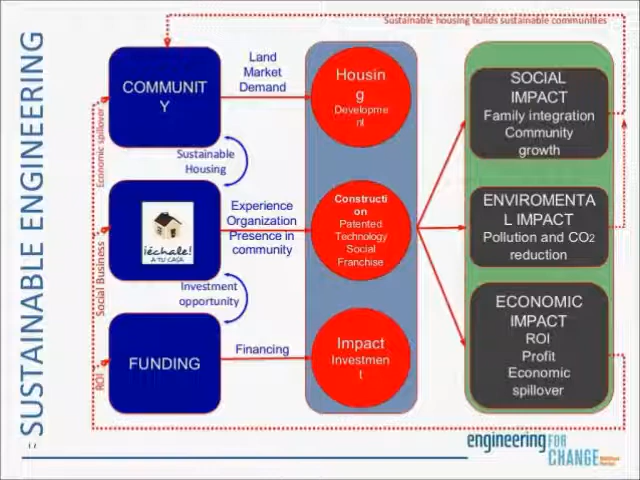 Sustainable housing builds sustainable communities
SUSTAINABLE ENGINEERING
COMMUNIT
Y
Land
Market
Demand
Housin
g
Developme
nt
SOCIAL
IMPACT
Family integration
Community
growth
Economic spillover
Sustainable
Housing
¡échale!
A TU CASA
Experience
Organization
Presence in
community
Constructi
on
Patented
Technology
Social
Franchise
ENVIROMENTA
L IMPACT
Pollution and CO2
reduction
Social Business
Investment
opportunity
FUNDING
Financing
Impact
Investmen
t
ECONOMIC
IMPACT
ROI
Profit
Economic
spillover
ROI
17
engineering FOR
CHANGE